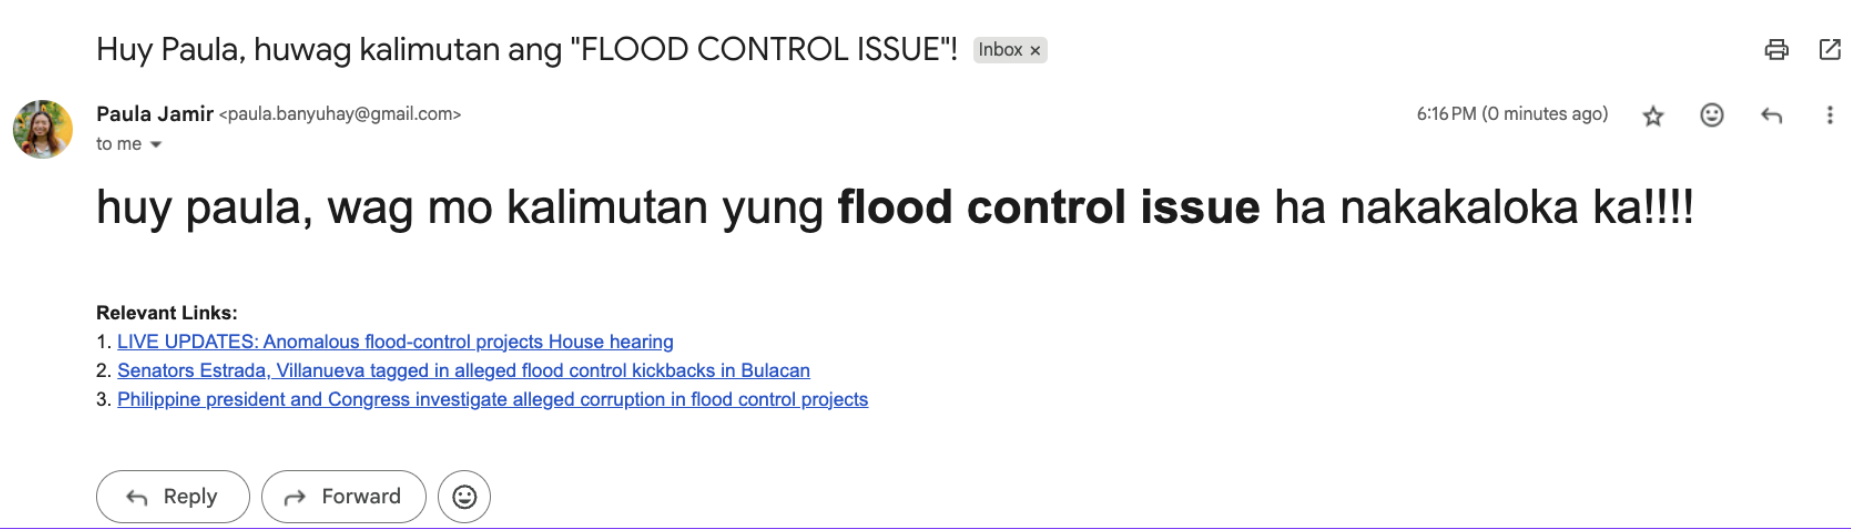 Huy Paula, huwag kalimutan ang "FLOOD CONTROL ISSUE"! Inbox ×
Paula Jamir <paula.banyuhay@gmail.com> 6:16 PM (0 minutes ago)
to me
huy paula, wag mo kalimutan yung flood control issue ha nakakaloka ka!!!!
Relevant Links:
1. LIVE UPDATES: Anomalous flood-control projects House hearing
2. Senators Estrada, Villanueva tagged in alleged flood control kickbacks in Bulacan
3. Philippine president and Congress investigate alleged corruption in flood control projects
Reply Forward